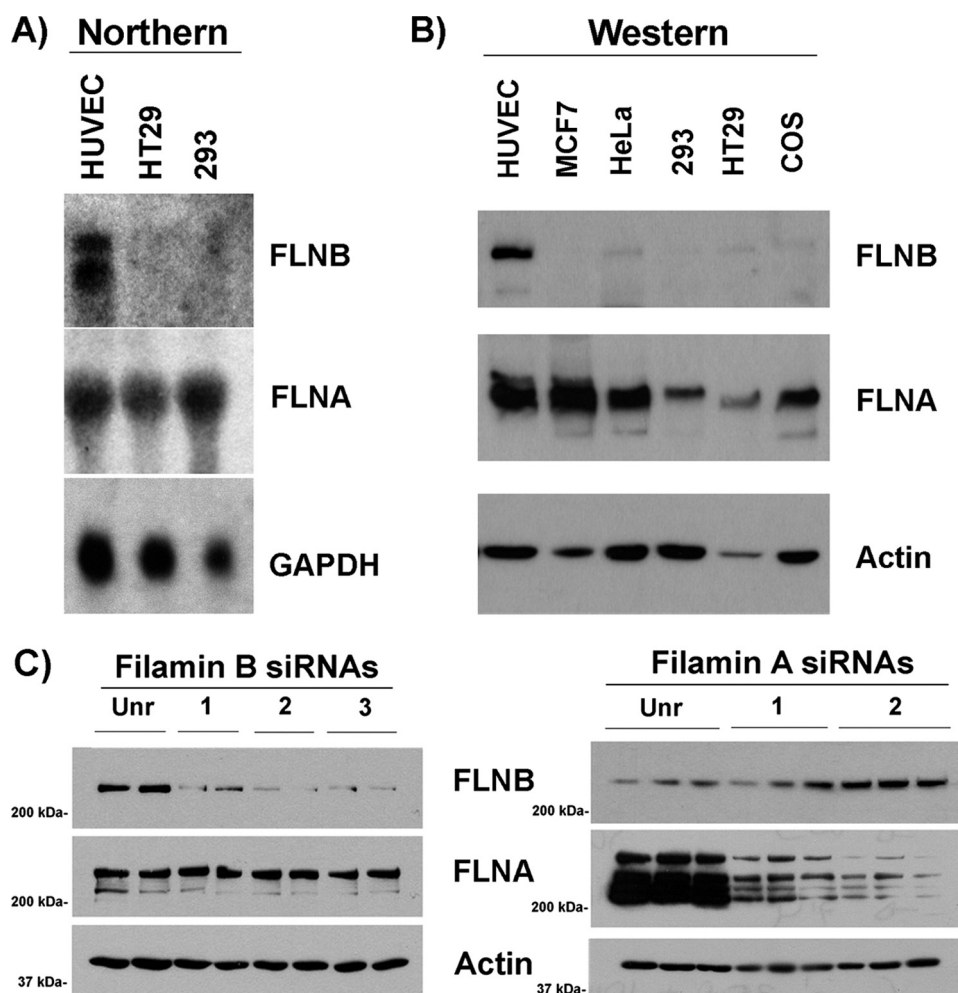 A) Northern
HUVEC
HT29
293
FLNB
FLNA
GAPDH
B) Western
HUVEC
MCF7
HeLa
293
HT29
COS
FLNB
FLNA
Actin
C) Filamin B siRNAs
Unr 1 2 3
200 kDa-
200 kDa-
37 kDa-
FLNB
FLNA
Actin
Filamin A siRNAs
Unr 1 2
200 kDa-
200 kDa-
37 kDa-